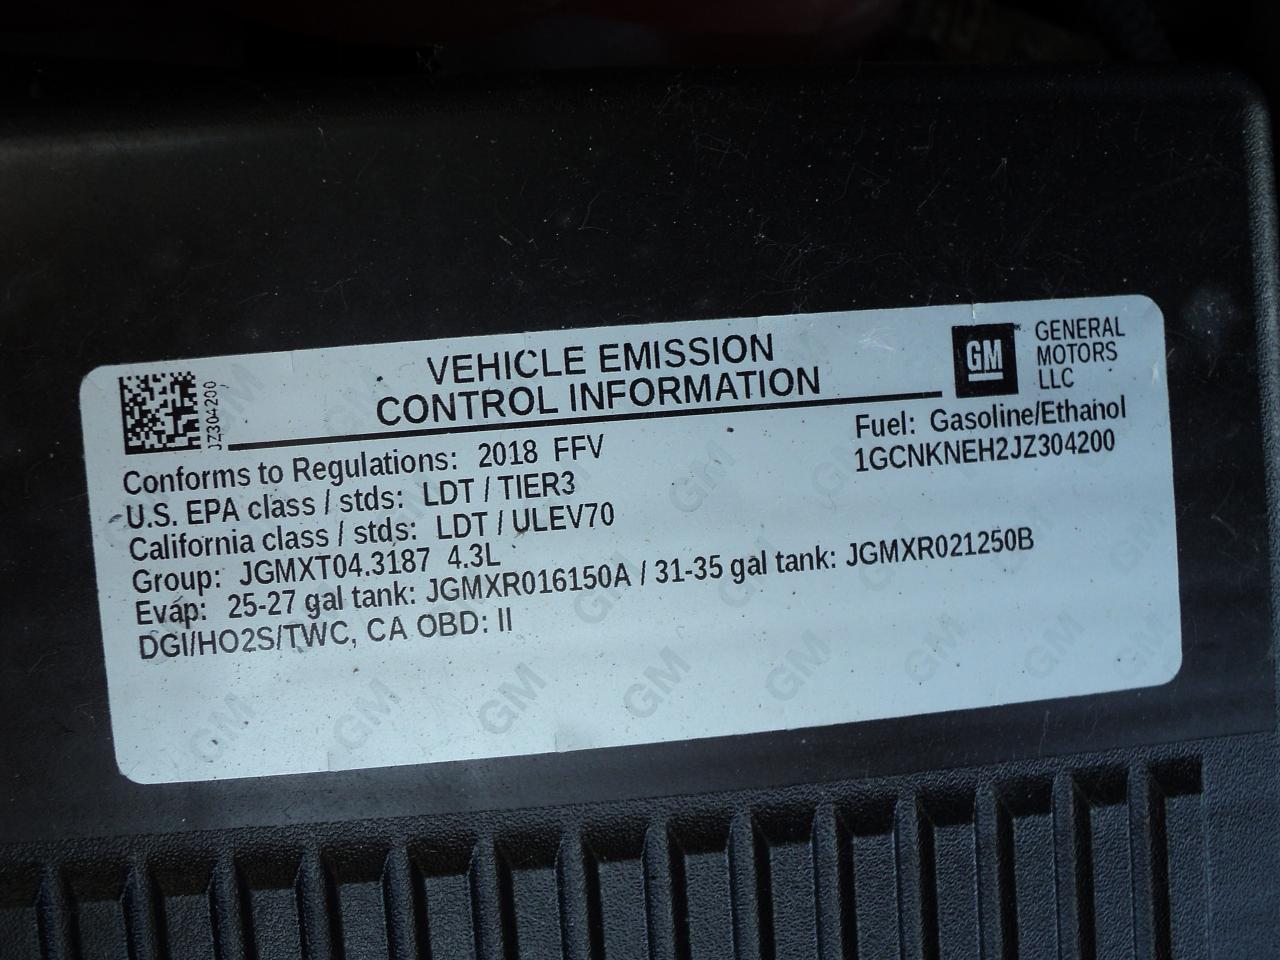 JZ304200
VEHICLE EMISSION
CONTROL INFORMATION
GM
GENERAL
MOTORS
LLC
Conforms to Regulations: 2018 FFV
Fuel: Gasoline/Ethanol
U.S. EPA class / stds: LDT / TIER3
1GCNKNEH2JZ304200
California class / stds: LDT / ULEV70
Group: JGMXT04.3187 4.3L
Evap: 25-27 gal tank: JGMXR016150A / 31-35 gal tank: JGMXR021250B
DGI/HO2S/TWC, CA OBD: II